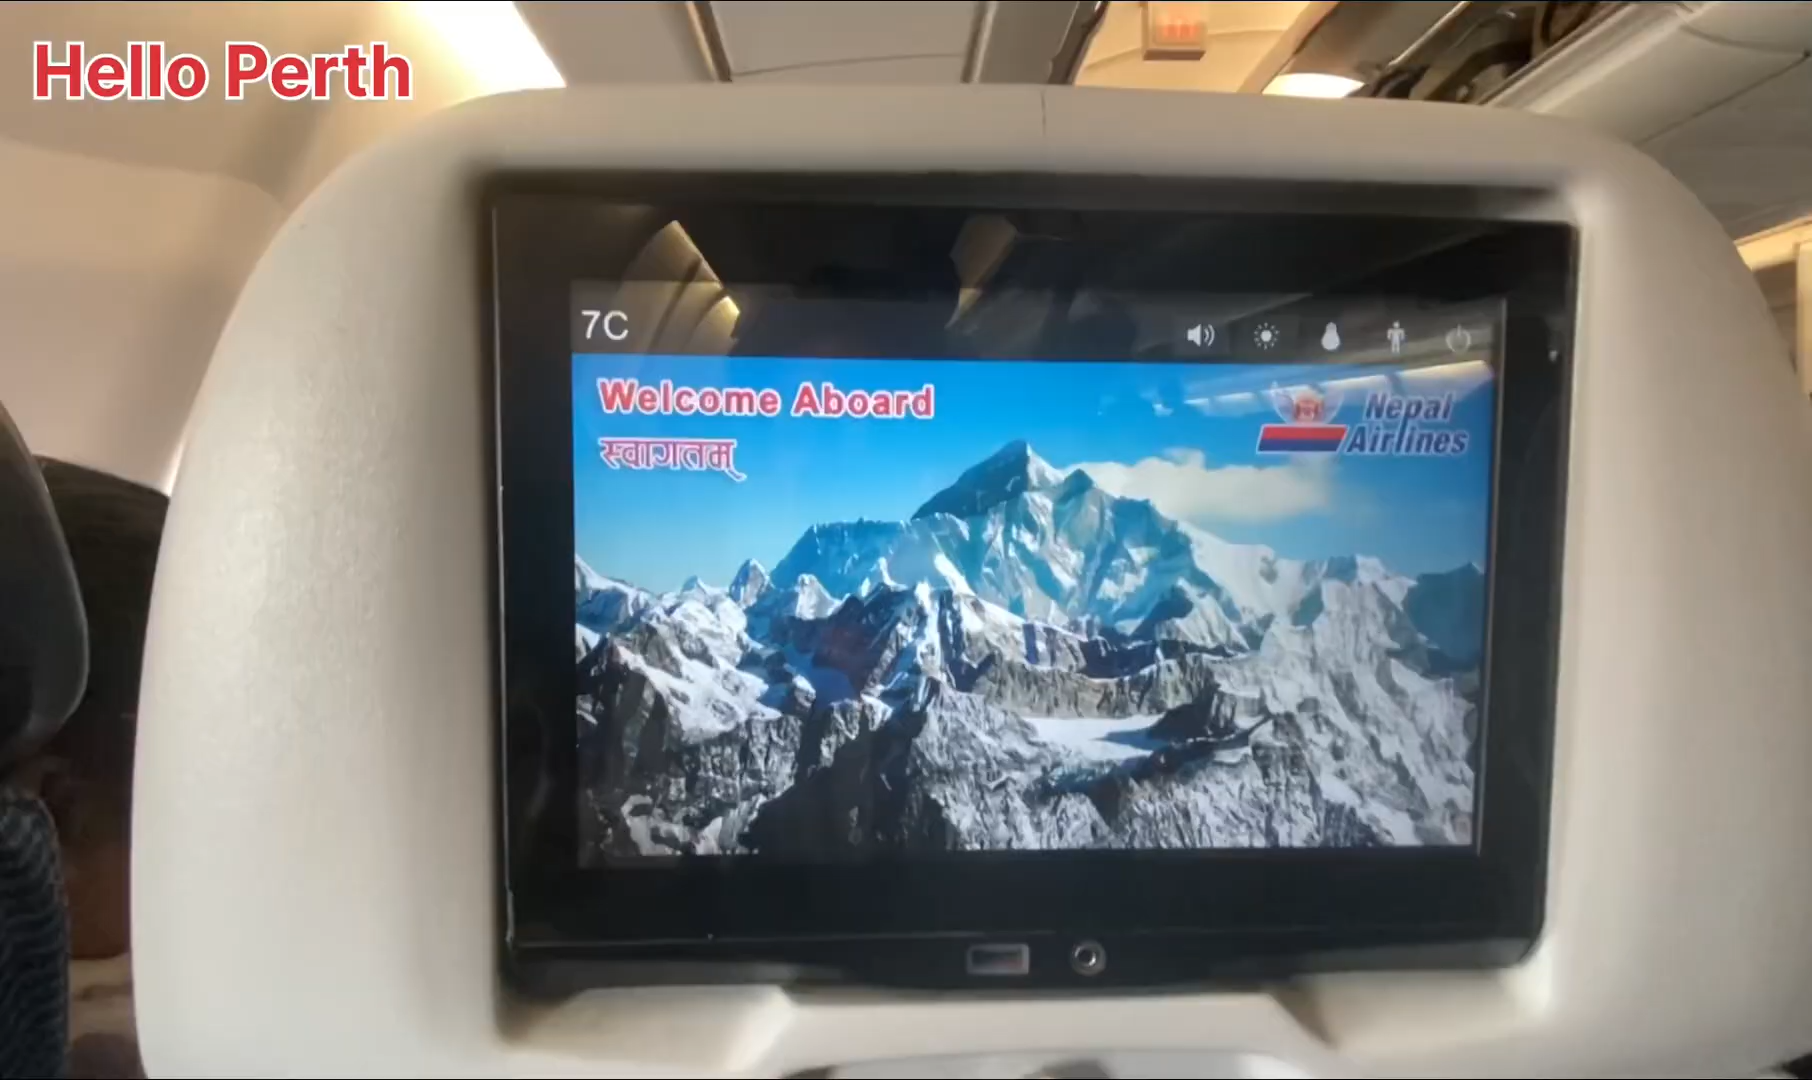 Hello Perth
7C
Welcome Aboard
स्वागतम्
Nepal
Airlines